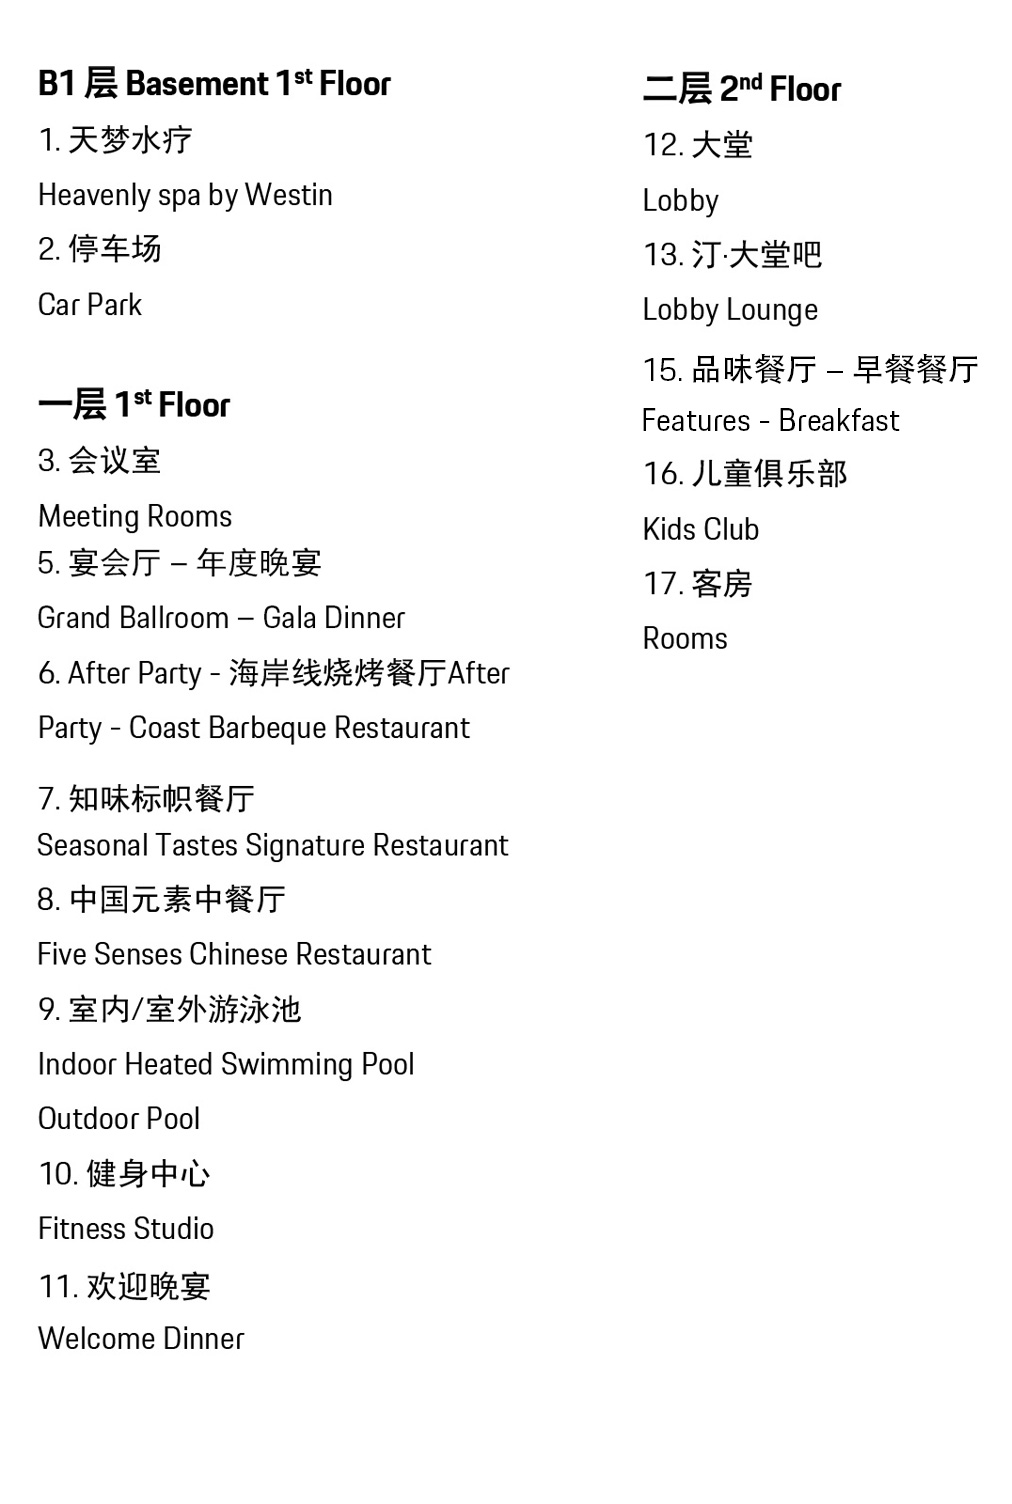 B1 层 Basement 1st Floor
1. 天梦水疗
Heavenly spa by Westin
2. 停车场
Car Park
一层 1st Floor
3. 会议室
Meeting Rooms
5. 宴会厅 – 年度晚宴
Grand Ballroom – Gala Dinner
6. After Party - 海岸线烧烤餐厅After
Party - Coast Barbeque Restaurant
7. 知味标帜餐厅
Seasonal Tastes Signature Restaurant
8. 中国元素中餐厅
Five Senses Chinese Restaurant
9. 室内/室外游泳池
Indoor Heated Swimming Pool
Outdoor Pool
10. 健身中心
Fitness Studio
11. 欢迎晚宴
Welcome Dinner
二层 2nd Floor
12. 大堂
Lobby
13. 汀·大堂吧
Lobby Lounge
15. 品味餐厅 – 早餐餐厅
Features - Breakfast
16. 儿童俱乐部
Kids Club
17. 客房
Rooms